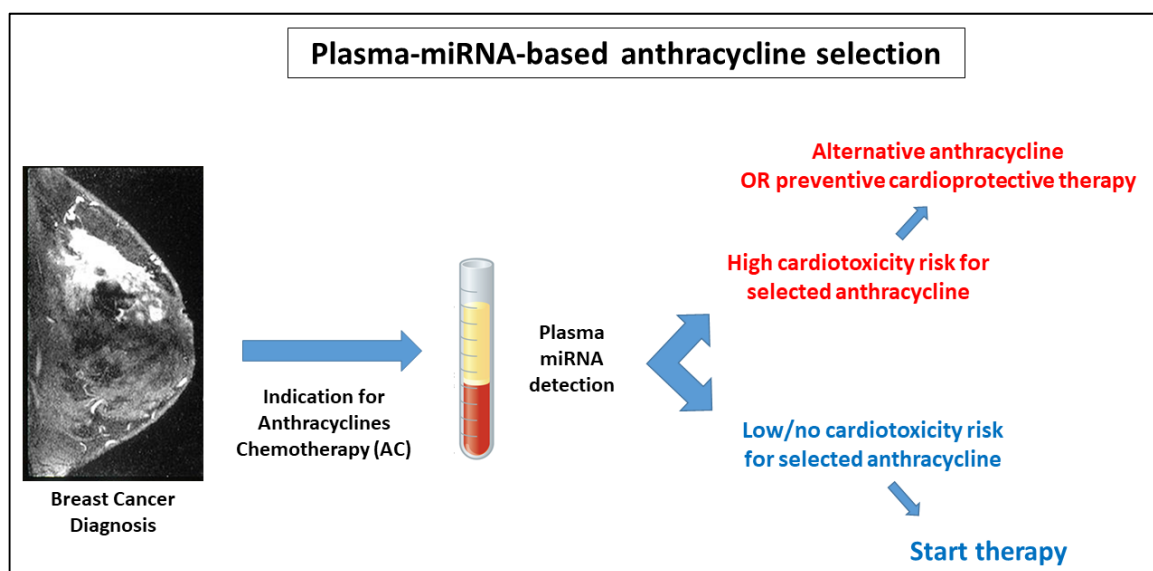 Plasma-miRNA-based anthracycline selection
Breast Cancer
Diagnosis
Indication for
Anthracyclines
Chemotherapy (AC)
Plasma
miRNA
detection
Alternative anthracycline
OR preventive cardioprotective therapy
High cardiotoxicity risk for
selected anthracycline
Low/no cardiotoxicity risk
for selected anthracycline
Start therapy